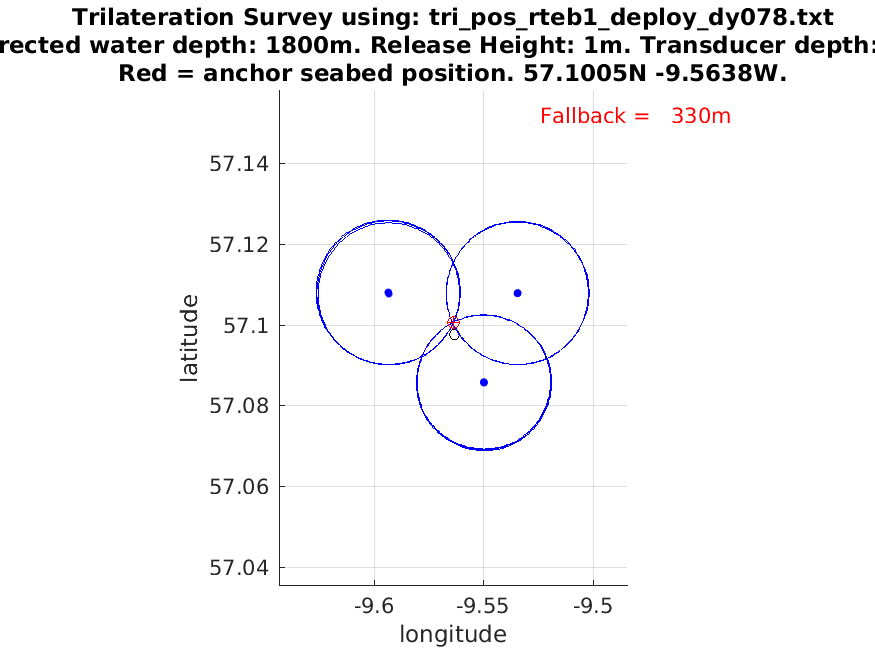 Trilateration Survey using: tri_pos_rteb1_deploy_dy078.txt
rected water depth: 1800m. Release Height: 1m. Transducer depth:
Red = anchor seabed position. 57.1005N -9.5638W.
Fallback = 330m
57.14
57.12
57.1
57.08
57.06
57.04
latitude
-9.6 -9.55 -9.5
longitude